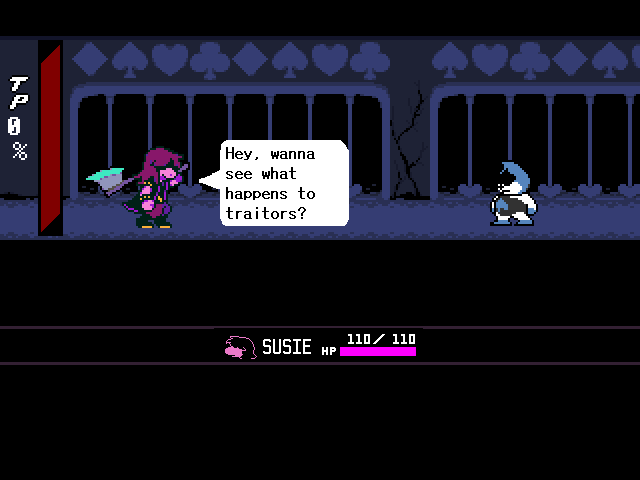 TP
0
%
Hey, wanna
see what
happens to
traitors?
SUSIE HP 110/ 110